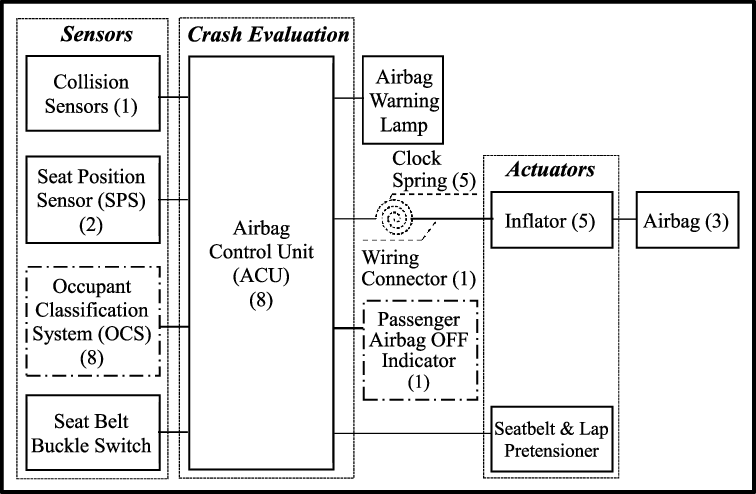 Sensors
Crash Evaluation
Collision
Sensors (1)
Seat Position
Sensor (SPS)
(2)
Occupant
Classification
System (OCS)
(8)
Seat Belt
Buckle Switch
Airbag
Control Unit
(ACU)
(8)
Airbag
Warning
Lamp
Clock
Spring (5)
Wiring
Connector (1)
Passenger
Airbag OFF
Indicator
(1)
Actuators
Inflator (5)
Airbag (3)
Seatbelt & Lap
Pretensioner